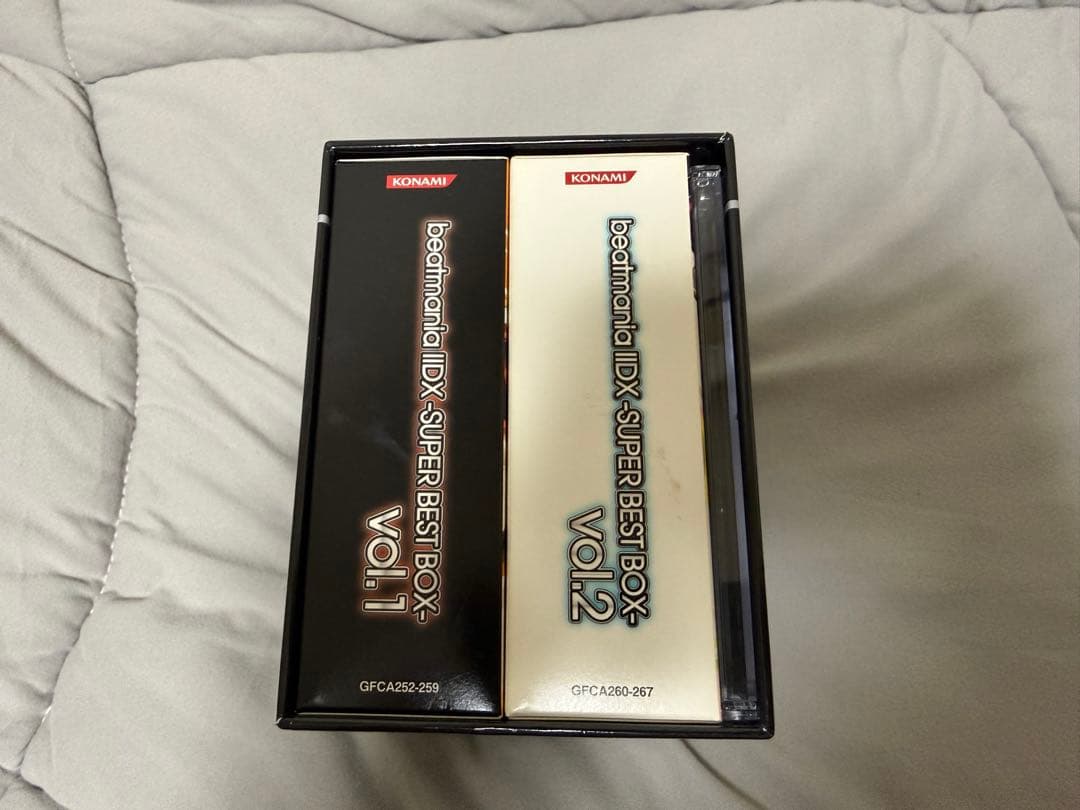 KONAMI
beatmania IIDX -SUPER BEST BOX-
vol.1
GFCA252-259
KONAMI
beatmania IIDX -SUPER BEST BOX-
vol.2
GFCA260-267